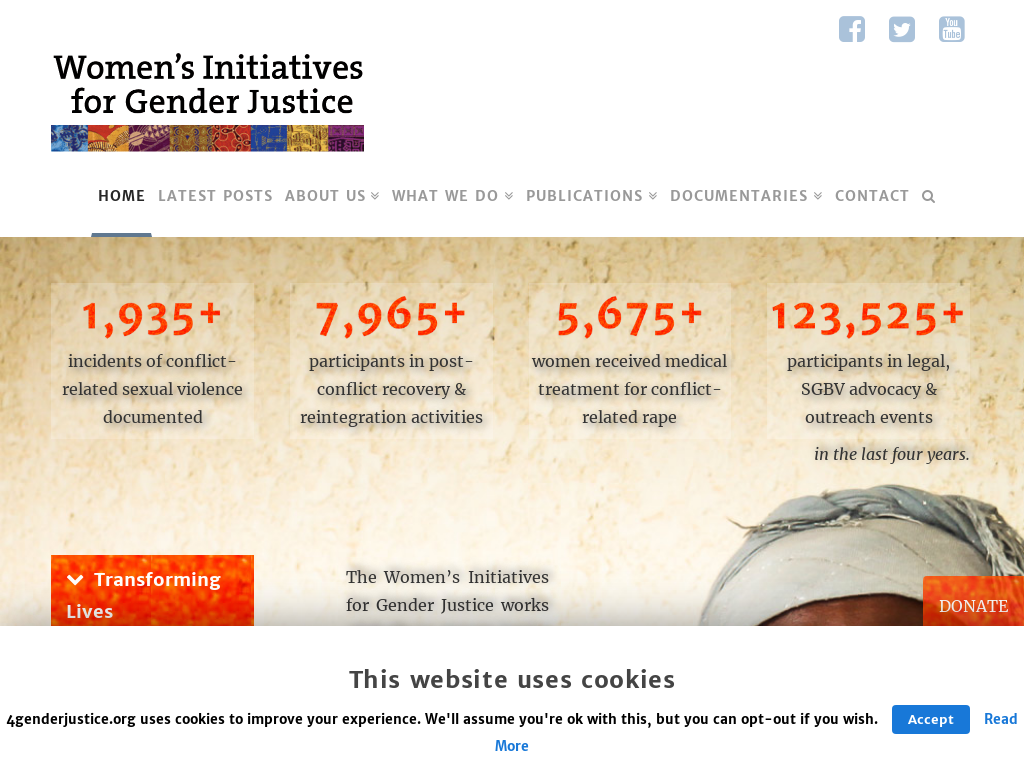 You
Tube
Women's Initiatives
for Gender Justice
HOME LATEST POSTS ABOUT US WHAT WE DO PUBLICATIONS DOCUMENTARIES CONTACT
1,935+ 7,965+ 5,675+ 123,525+
incidents of conflict-
related sexual violence
documented
participants in post-
conflict recovery &
reintegration activities
women received medical
treatment for conflict-
related rape
participants in legal,
SGBV advocacy &
outreach events
in the last four years.
Transforming
Lives
The Women's Initiatives
for Gender Justice works
DONATE
This website uses cookies
4genderjustice.org uses cookies to improve your experience. We'll assume you're ok with this, but you can opt-out if you wish. Accept Read
More